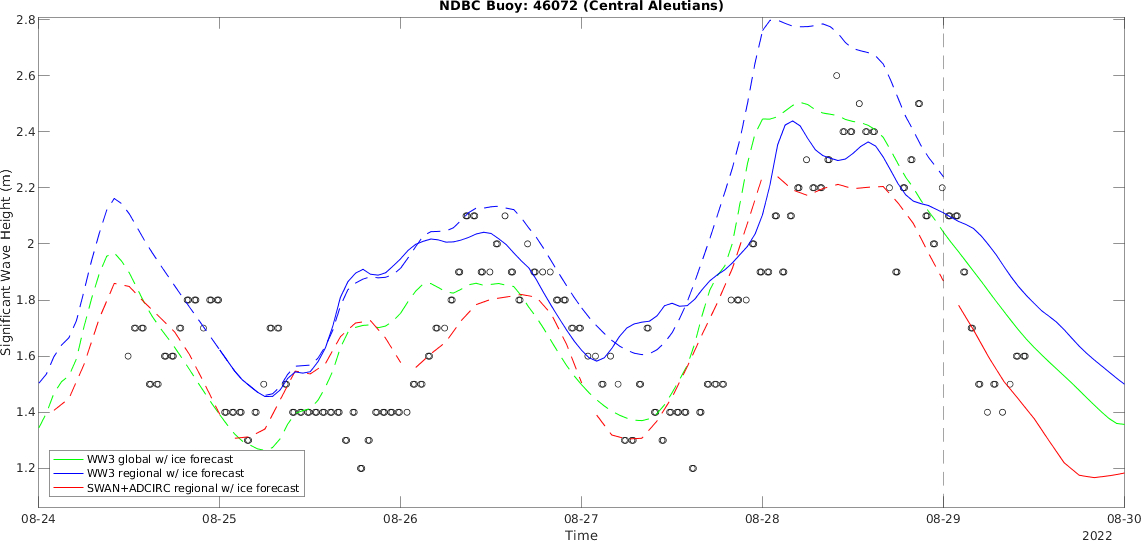 NDBC Buoy: 46072 (Central Aleutians)
2.8
2.6
2.4
2.2
2
1.8
1.6
1.4
1.2
Significant Wave Height (m)
WW3 global w/ ice forecast
WW3 regional w/ ice forecast
SWAN+ADCIRC regional w/ ice forecast
08-24 08-25 08-26 08-27 08-28 08-29 08-30
Time
2022